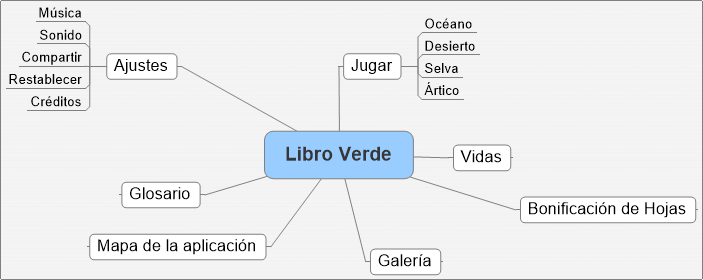 Música
Sonido
Compartir
Restablecer
Créditos
Ajustes
Jugar
Océano
Desierto
Selva
Ártico
Libro Verde
Vidas
Glosario
Bonificación de Hojas
Mapa de la aplicación
Galería